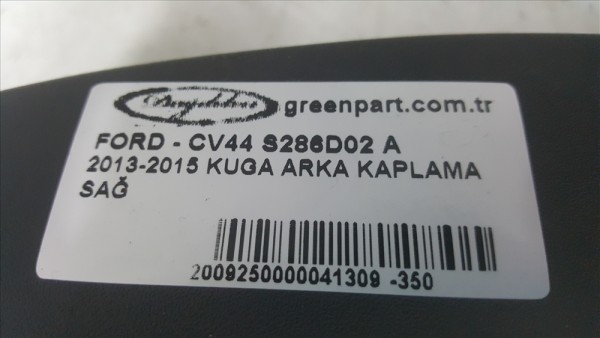 greenpart.com.tr
FORD - CV44 S286D02 A
2013-2015 KUGA ARKA KAPLAMA
SAĞ
2009250000041309 -350